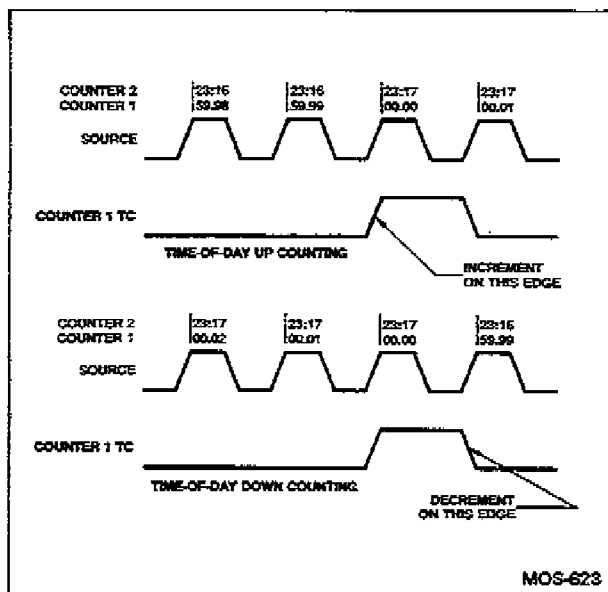 COUNTER 2 23:16 23:16 23:17 23:17
COUNTER 1 59.98 59.99 00.00 00.01
SOURCE
COUNTER 1 TC
TIME-OF-DAY UP COUNTING
INCREMENT
ON THIS EDGE
COUNTER 2 23:17 23:17 23:17 23:16
COUNTER 1 00.02 00.01 00.00 59.99
SOURCE
COUNTER 1 TC
TIME-OF-DAY DOWN COUNTING
DECREMENT
ON THIS EDGE
MOS-623